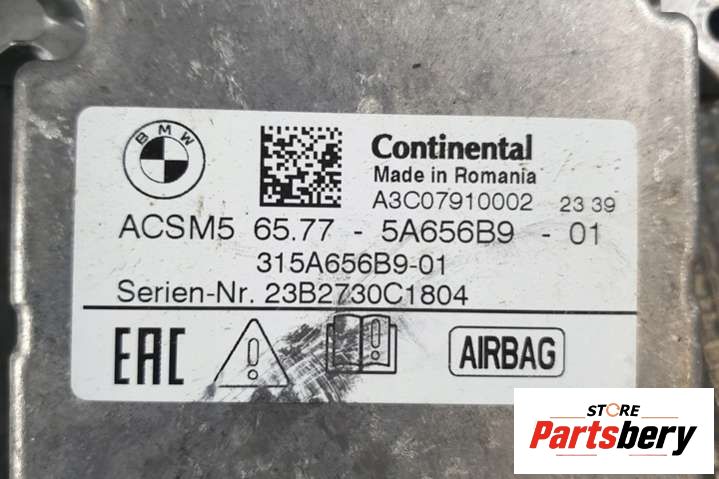 BMW
Continental
Made in Romania
A3C07910002 23 39
ACSM5 65.77 - 5A656B9 - 01
315A656B9-01
Serien-Nr. 23B2730C1804
EAC
AIRBAG
STORE
Partsbery